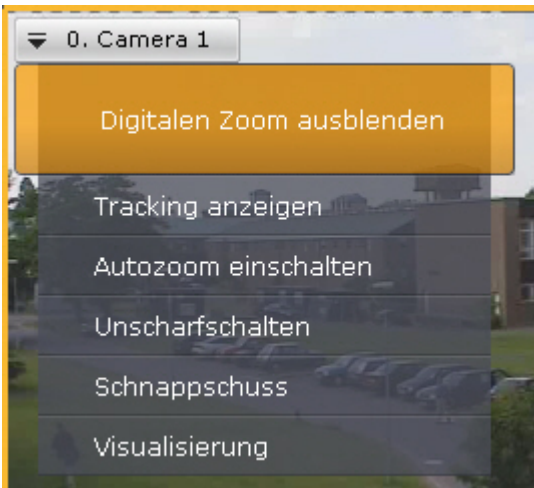 0. Camera 1
Digitalen Zoom ausblenden
Tracking anzeigen
Autozoom einschalten
Unscharfschalten
Schnappschuss
Visualisierung